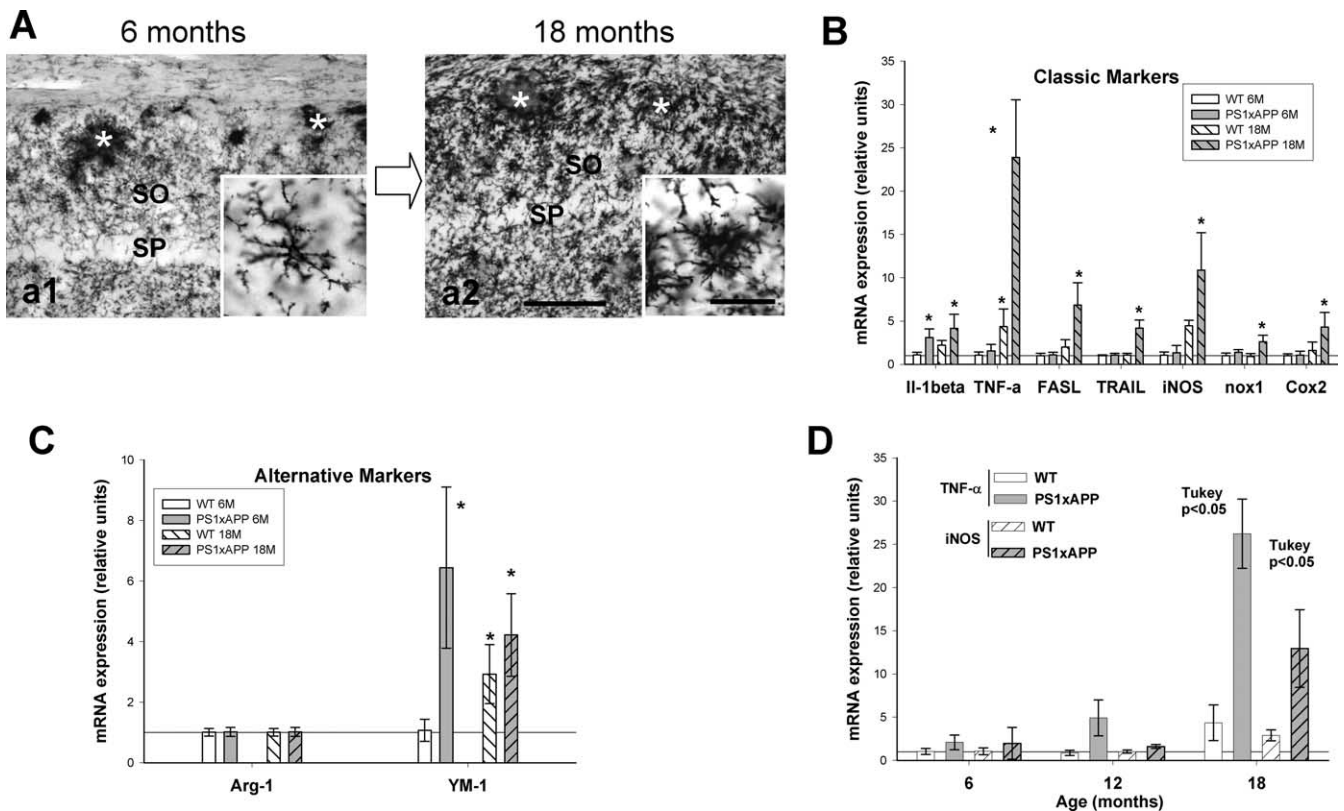 A
6 months
18 months
*
*
SO
SP
a1
*
*
SO
SP
a2
B
Classic Markers
WT 6M
PS1xAPP 6M
WT 18M
PS1xAPP 18M
mRNA expression (relative units)
40
35
30
25
20
15
10
5
0
* * * * * * * * *
Il-1beta TNF-a FASL TRAIL iNOS nox1 Cox2
C
Alternative Markers
WT 6M
PS1xAPP 6M
WT 18M
PS1xAPP 18M
mRNA expression (relative units)
10
8
6
4
2
0
*
*
*
Arg-1 YM-1
D
TNF-α
WT
PS1xAPP
iNOS
WT
PS1xAPP
Tukey
p<0.05
Tukey
p<0.05
mRNA expression (relative units)
35
30
25
20
15
10
5
0
6 12 18
Age (months)